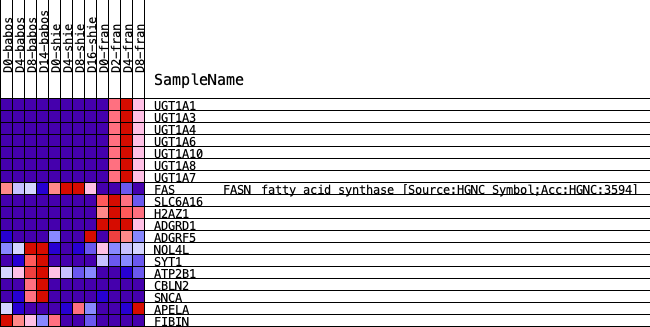 D0-babos
D4-babos
D8-babos
D14-babos
D0-shie
D4-shie
D8-shie
D16-shie
D0-fran
D2-fran
D4-fran
D8-fran
SampleName
UGT1A1
UGT1A3
UGT1A4
UGT1A6
UGT1A10
UGT1A8
UGT1A7
FAS FASN fatty acid synthase [Source:HGNC Symbol;Acc:HGNC:3594]
SLC6A16
H2AZ1
ADGRD1
ADGRF5
NOL4L
SYT1
ATP2B1
CBLN2
SNCA
APELA
FIBIN